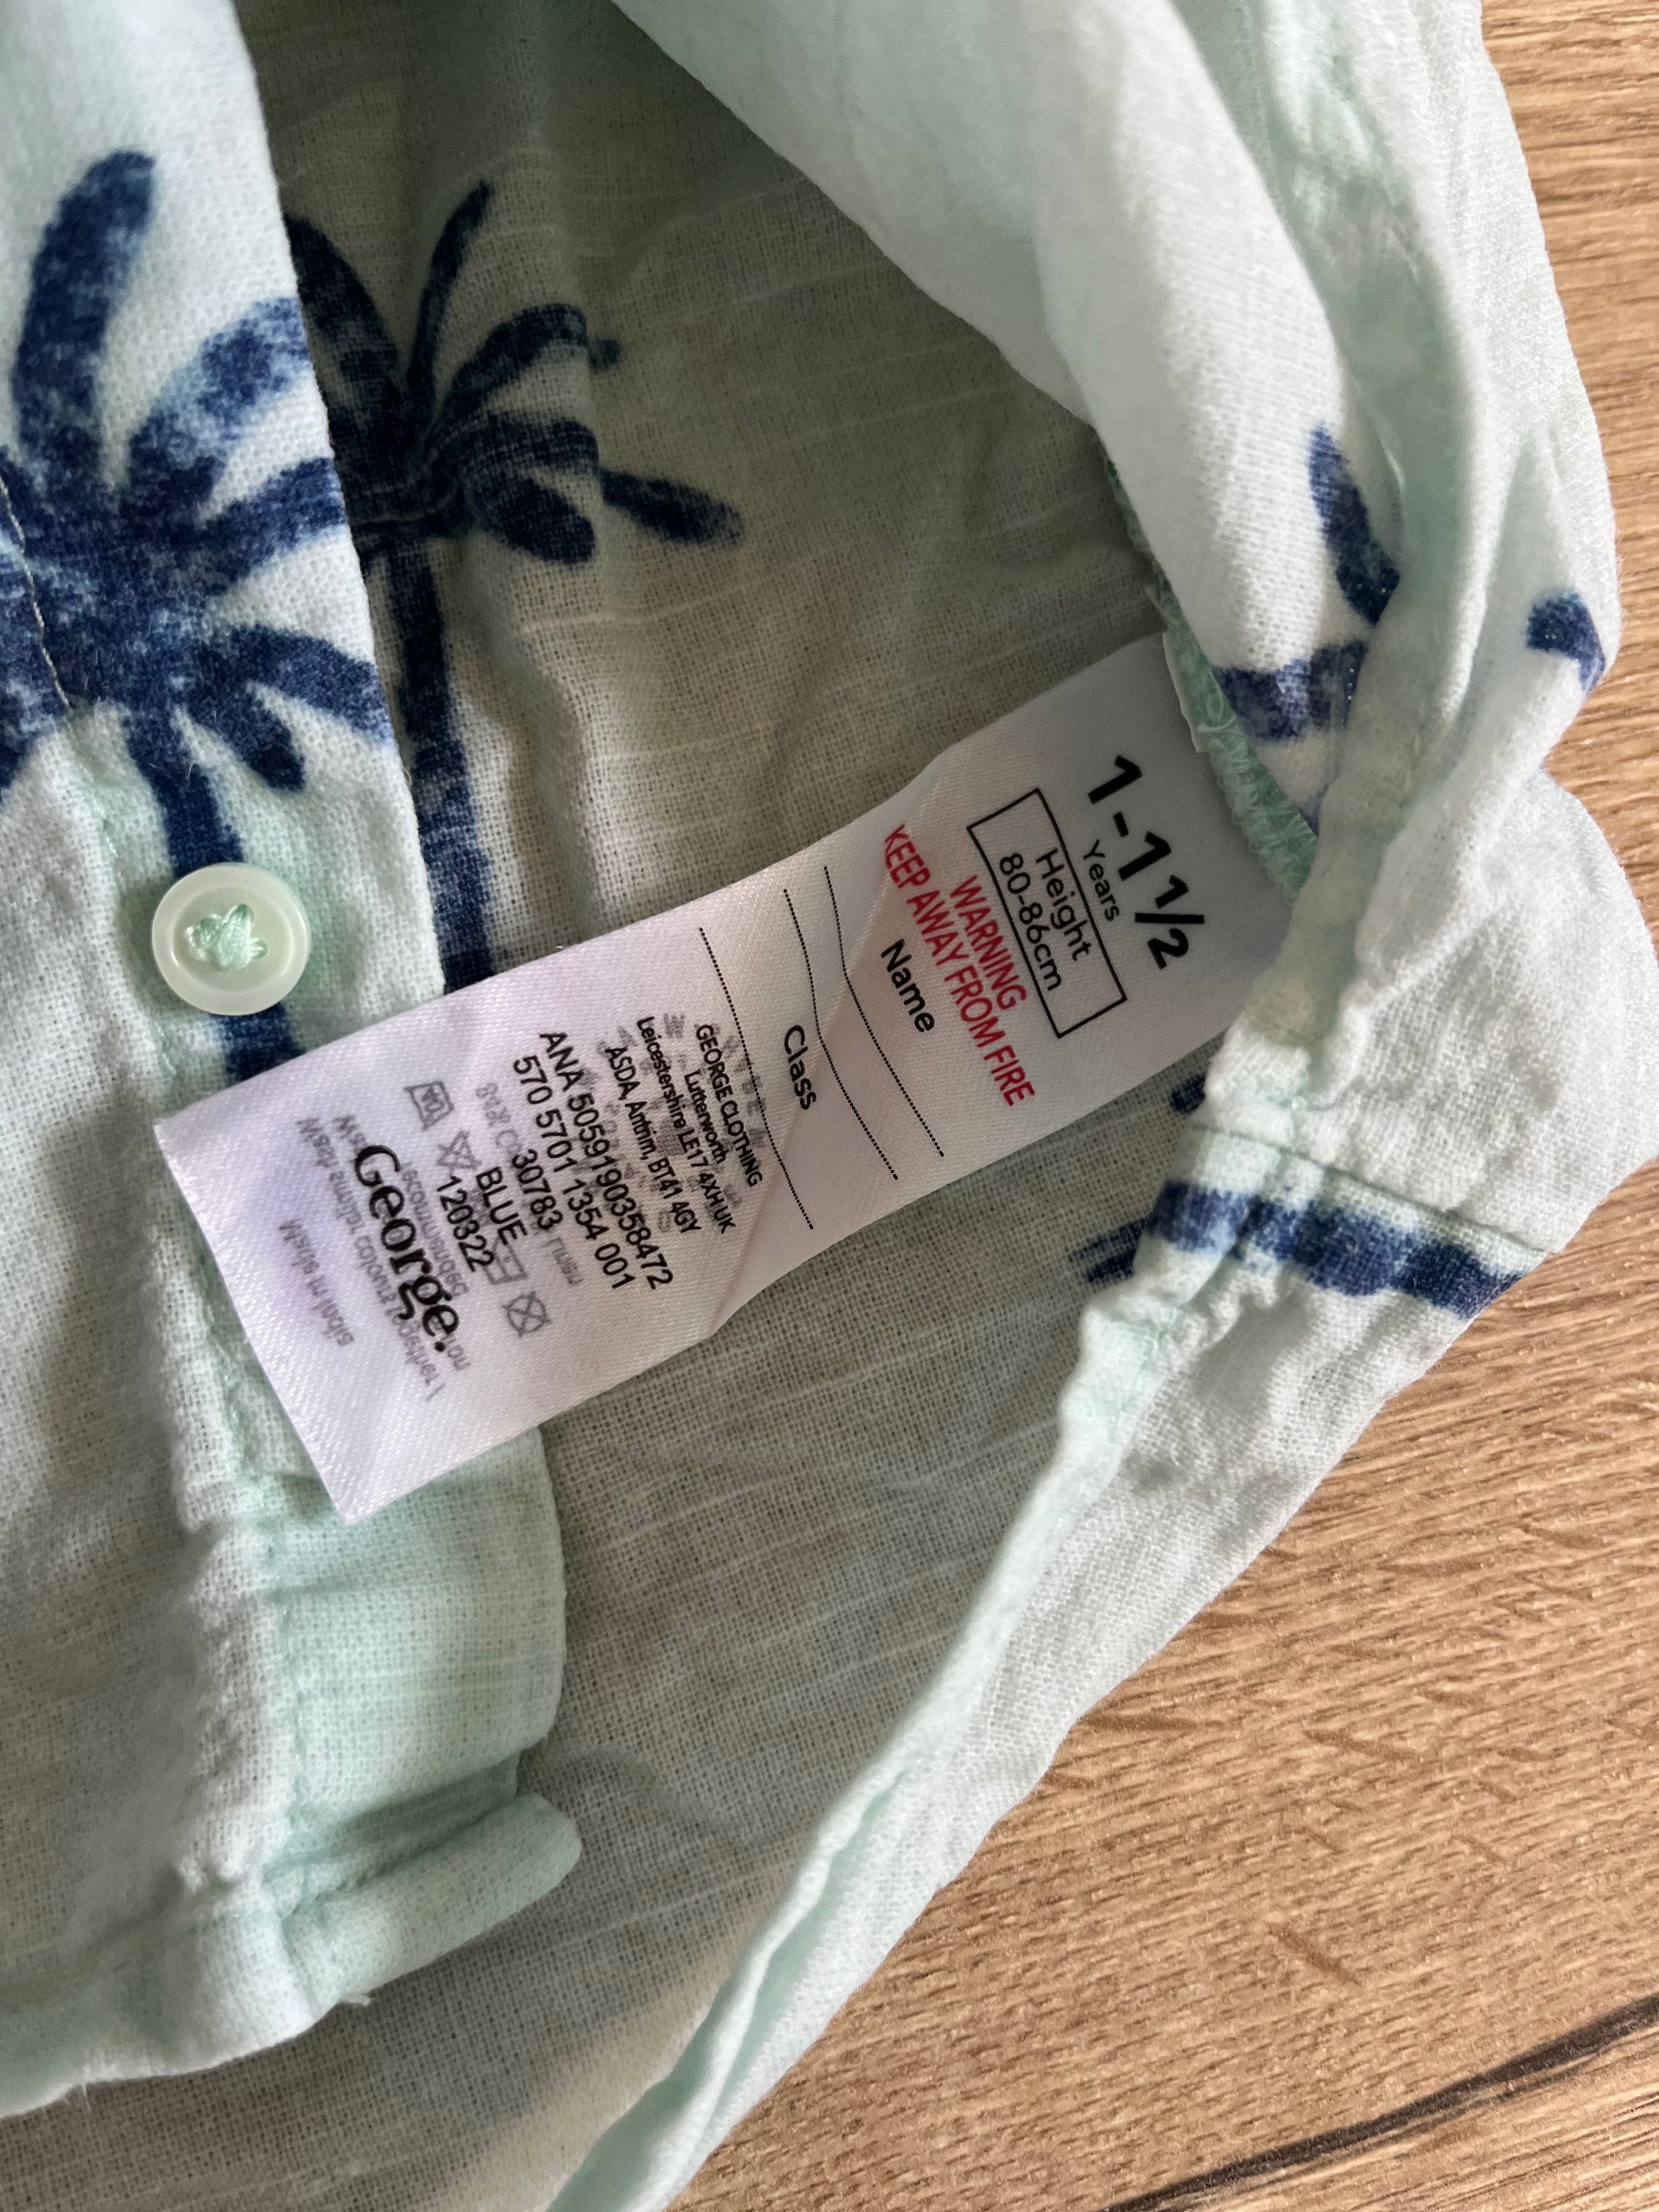 1-1½
Years
Height
80-86cm
WARNING
KEEP AWAY FROM FIRE
Name
Class
GEORGE CLOTHING
Lutterworth
Leicestershire LE17 4XH UK
ASDA, Antrim, BT41 4GY
ANA 5059190358472
570 5701 1354 001
30783
BLUE
120322
George.